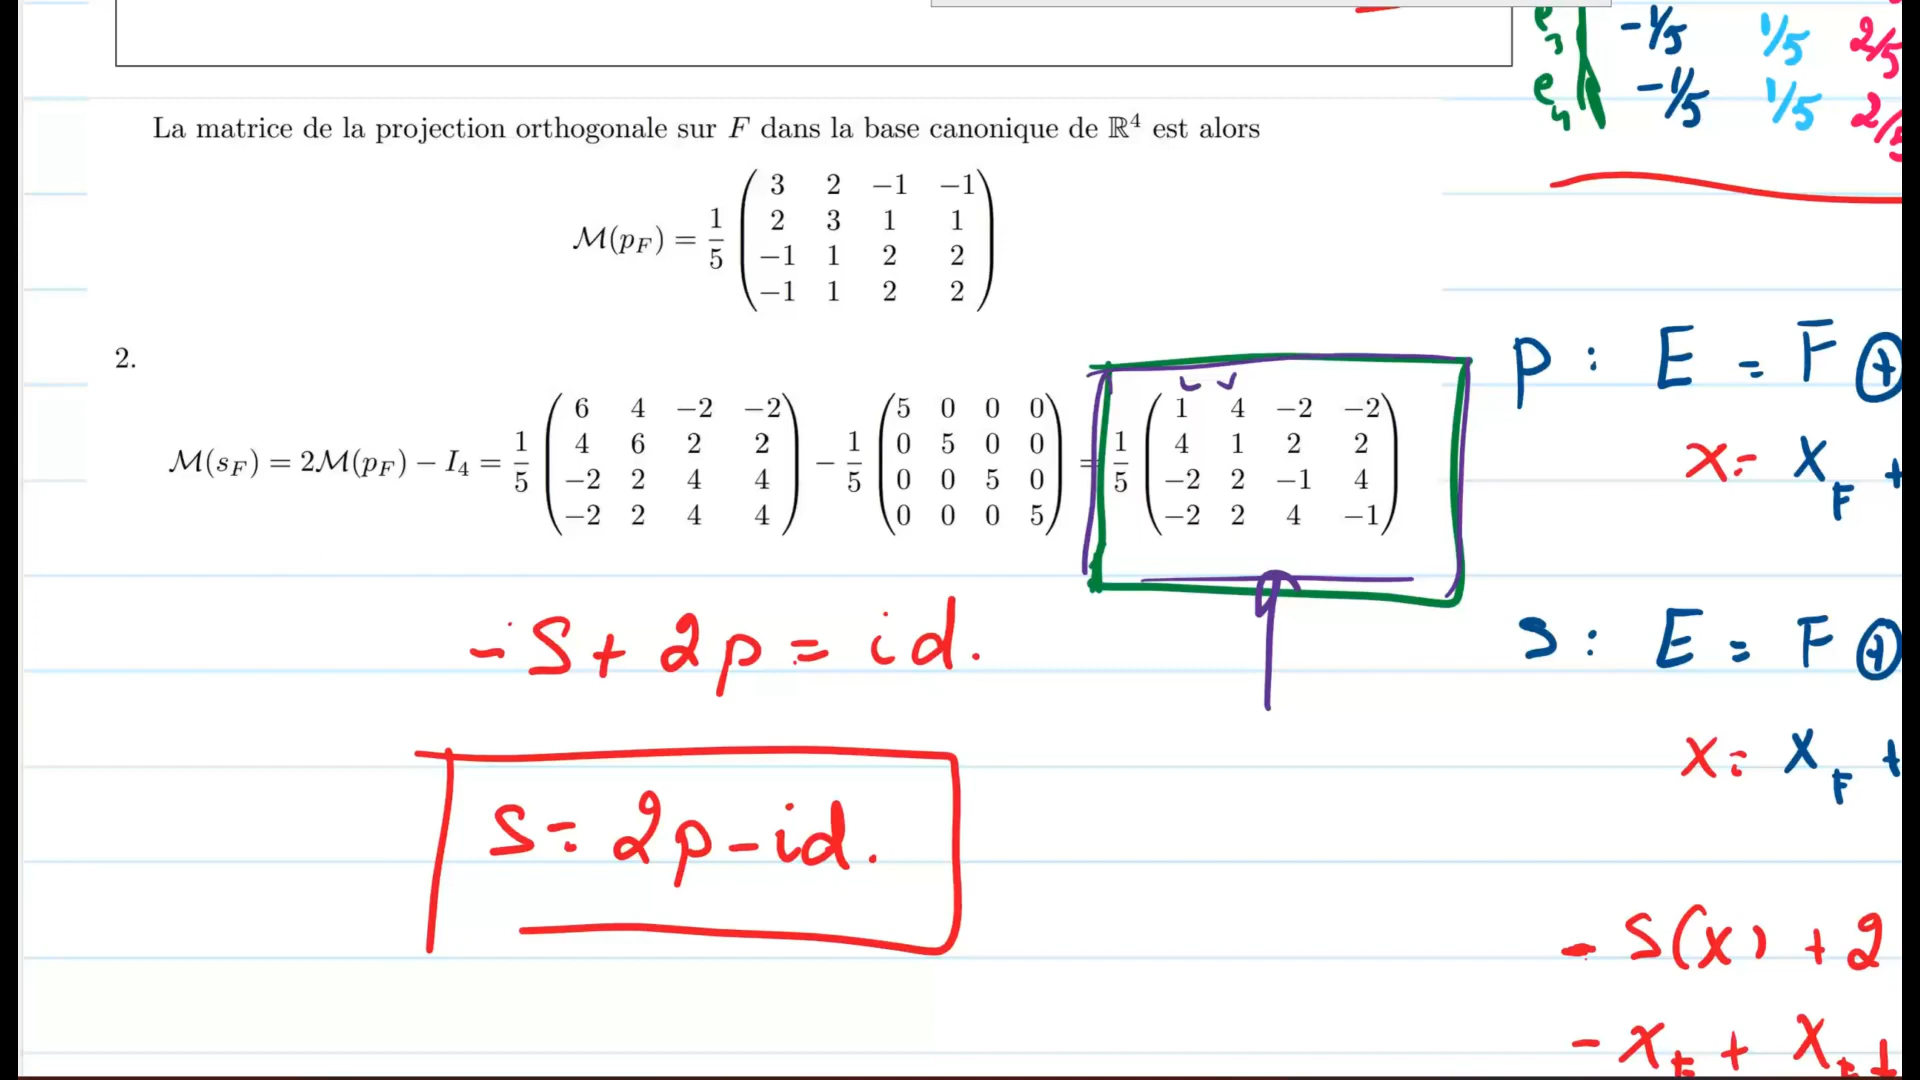 La matrice de la projection orthogonale sur F dans la base canonique de ℝ⁴ est alors
ℳ(p_F) = 1/5 ( 3 2 −1 −1
2 3 1 1
−1 1 2 2
−1 1 2 2 )
2.
ℳ(s_F) = 2ℳ(p_F) − I₄ = 1/5 ( 6 4 −2 −2 ; 4 6 2 2 ; −2 2 4 4 ; −2 2 4 4 ) − 1/5 ( 5 0 0 0 ; 0 5 0 0 ; 0 0 5 0 ; 0 0 0 5 ) = 1/5 ( 1 4 −2 −2 ; 4 1 2 2 ; −2 2 −1 4 ; −2 2 4 −1 )
- S + 2p = id.
S = 2p - id.
e₃ -1/5 1/5 2/5
e₄ -1/5 1/5
p : E = F ⊕
x = x_F +
s : E = F ⊕
x = x_F +
- S(x) + 2
- x_F + x_F +